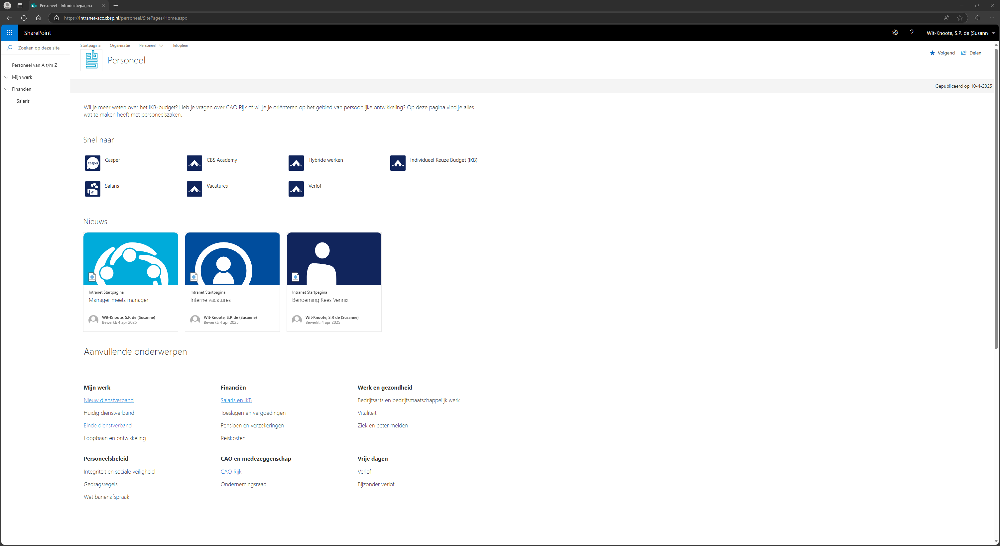 Personeel - Introductiepagina
https://intranet-acc.cbsp.nl/personeel/SitePages/Home.aspx
SharePoint
Wit-Knoote, S.P. de (Susann
Zoeken op deze site
Startpagina Organisatie Personeel Infoplein
cbs
Personeel
Volgend Delen
Personeel van A t/m Z
Mijn werk
Financiën
Salaris
Gepubliceerd op 10-4-2025
Wil je meer weten over het IKB-budget? Heb je vragen over CAO Rijk of wil je je oriënteren op het gebied van persoonlijke ontwikkeling? Op deze pagina vind je alles
wat te maken heeft met personeelszaken.
Snel naar
Casper
Casper
CBS Academy
Hybride werken
Individueel Keuze Budget (IKB)
€
Salaris
Vacatures
Verlof
Nieuws
Intranet Startpagina
Manager meets manager
Wit-Knoote, S.P. de (Susanne)
Bewerkt: 4 apr 2025
Intranet Startpagina
Interne vacatures
Wit-Knoote, S.P. de (Susanne)
Bewerkt: 4 apr 2025
Intranet Startpagina
Benoeming Kees Vennix
Wit-Knoote, S.P. de (Susanne)
Bewerkt: 4 apr 2025
Aanvullende onderwerpen
Mijn werk
Nieuw dienstverband
Huidig dienstverband
Einde dienstverband
Loopbaan en ontwikkeling
Financiën
Salaris en IKB
Toeslagen en vergoedingen
Pensioen en verzekeringen
Reiskosten
Werk en gezondheid
Bedrijfsarts en bedrijfsmaatschappelijk werk
Vitaliteit
Ziek en beter melden
Personeelsbeleid
Integriteit en sociale veiligheid
Gedragsregels
Wet banenafspraak
CAO en medezeggenschap
CAO Rijk
Ondernemingsraad
Vrije dagen
Verlof
Bijzonder verlof